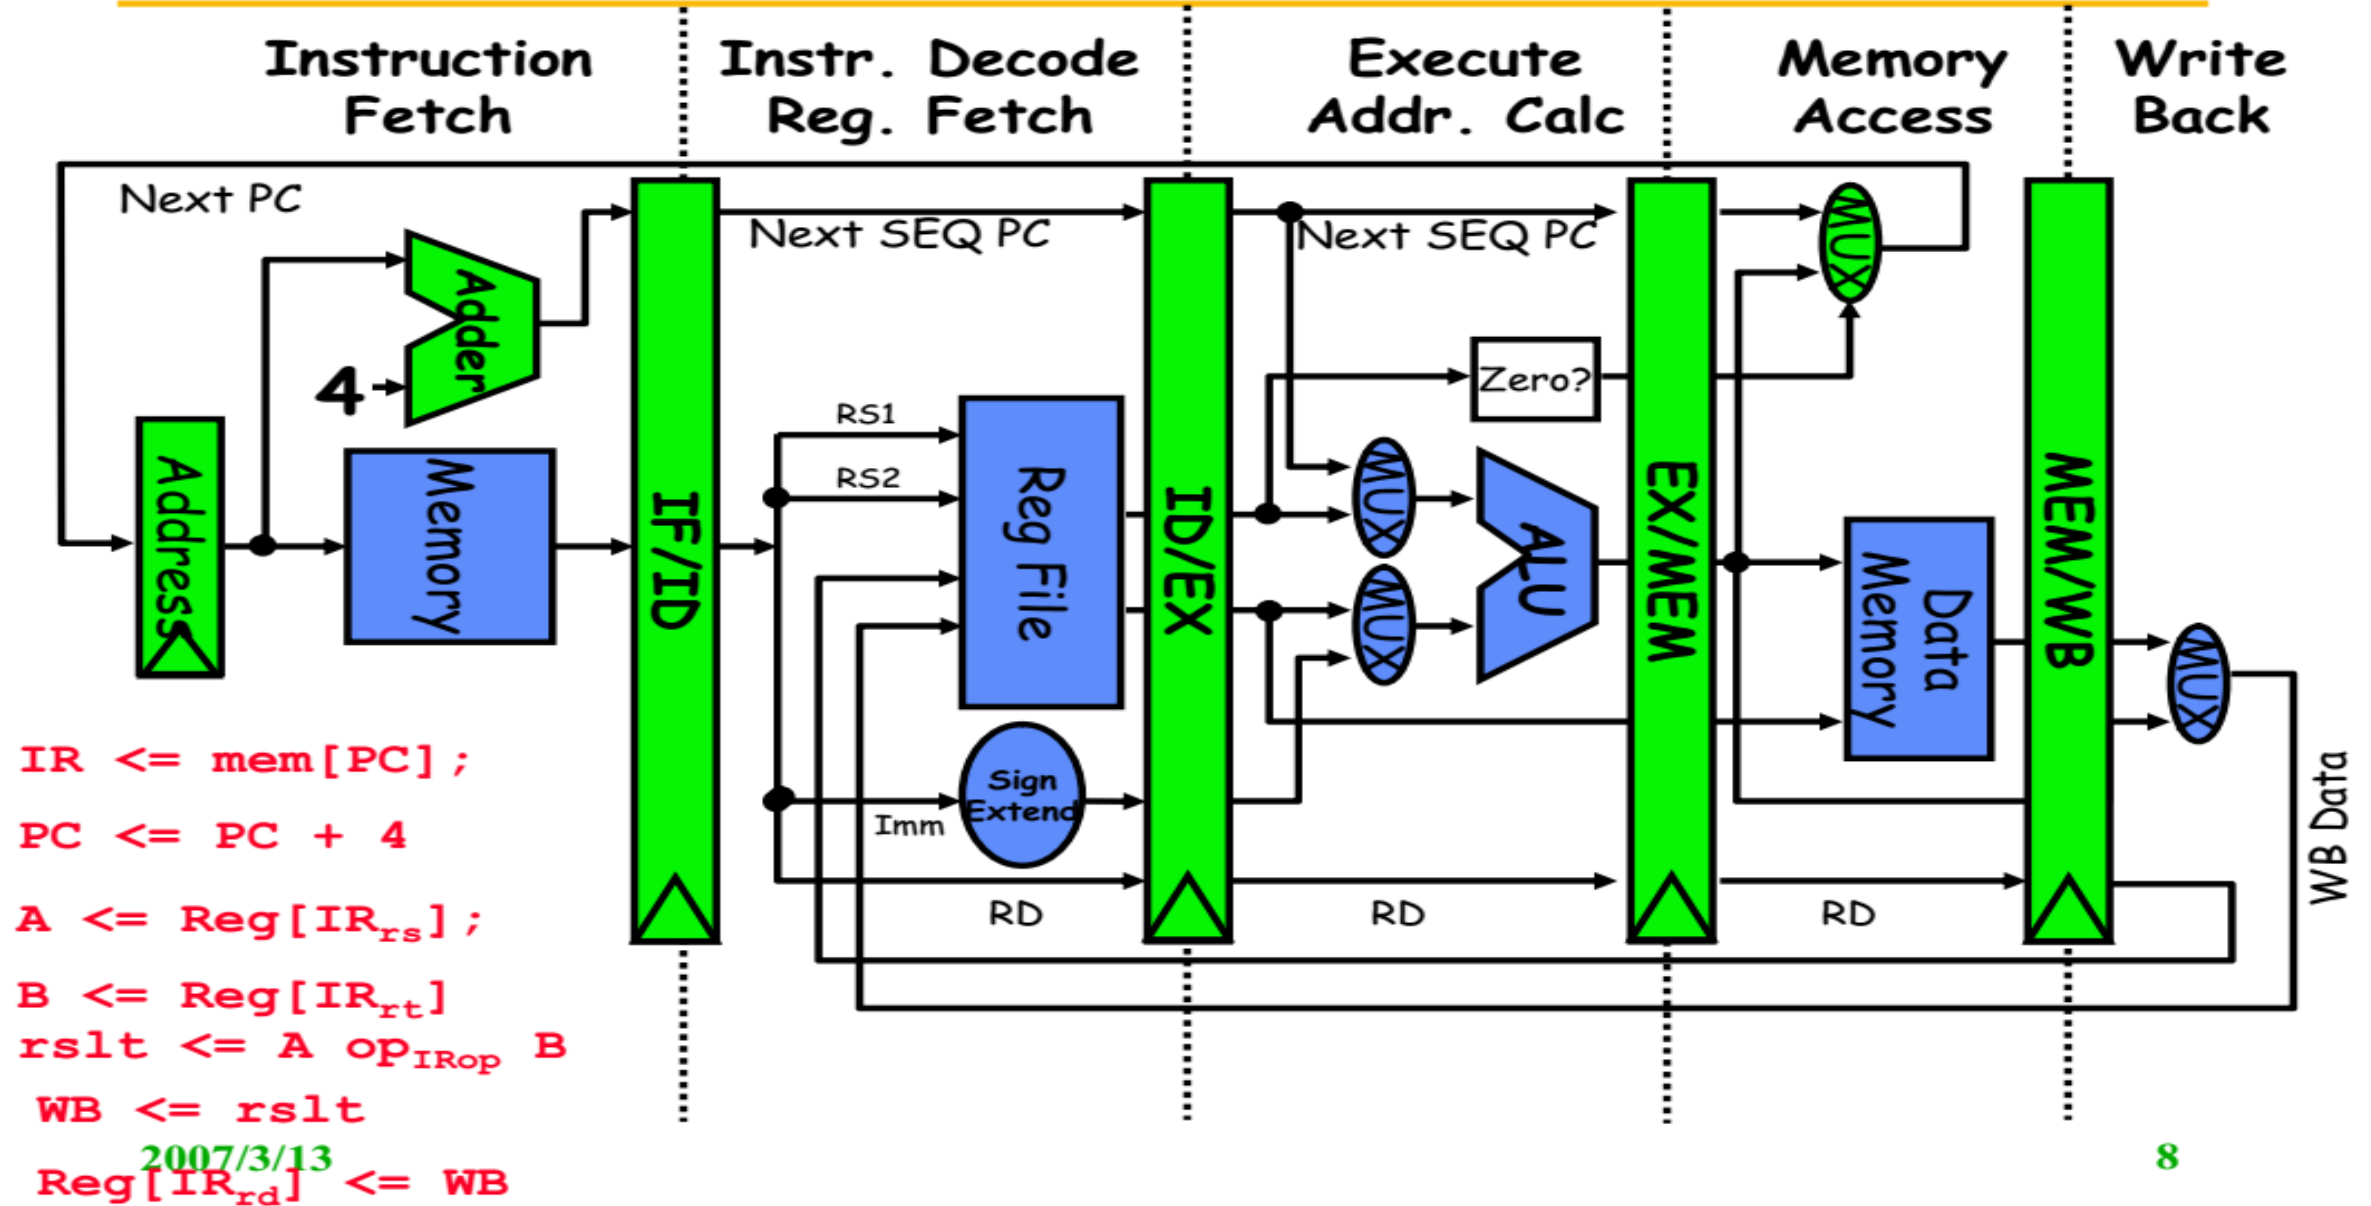 Instruction
Fetch
Instr. Decode
Reg. Fetch
Execute
Addr. Calc
Memory
Access
Write
Back
Next PC
Next SEQ PC
Next SEQ PC
Adder
4
MUX
Zero?
RS1
RS2
Address
Memory
IF/ID
Reg File
ID/EX
MUX
MUX
ALU
EX/MEM
Data
Memory
MEM/WB
MUX
Sign
Extend
Imm
RD
RD
RD
WB Data
IR <= mem[PC];
PC <= PC + 4
A <= Reg[IRrs];
B <= Reg[IRrt]
rslt <= A opIRop B
WB <= rslt
2007/3/13
8
Reg[IRrd] <= WB